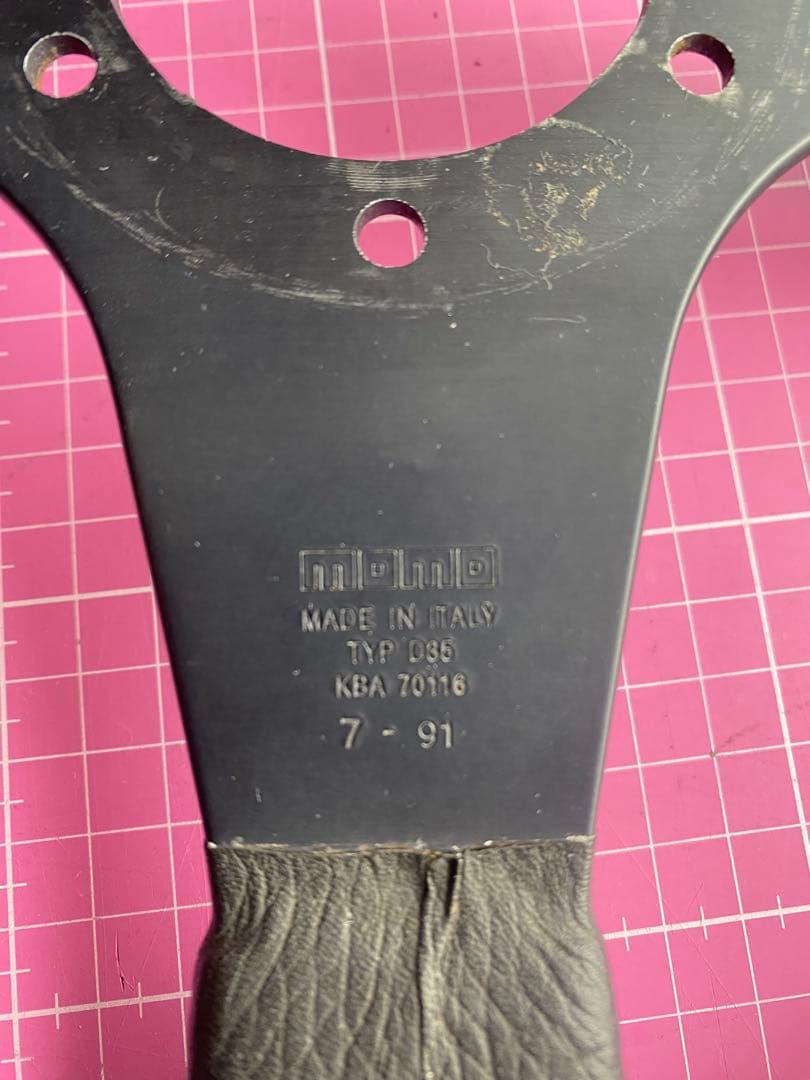 momo
MADE IN ITALY
TYP D35
KBA 70116
7 - 91